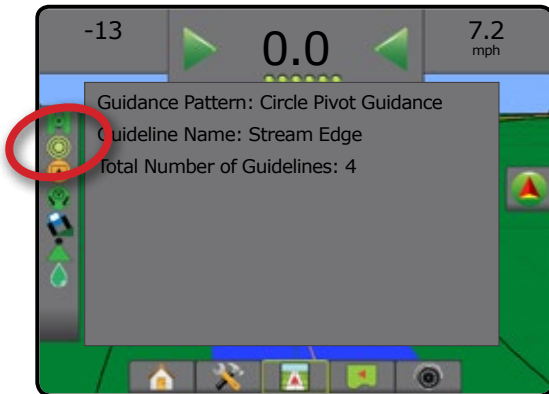 -13
0.0
7.2
mph
Guidance Pattern: Circle Pivot Guidance
Guideline Name: Stream Edge
Total Number of Guidelines: 4